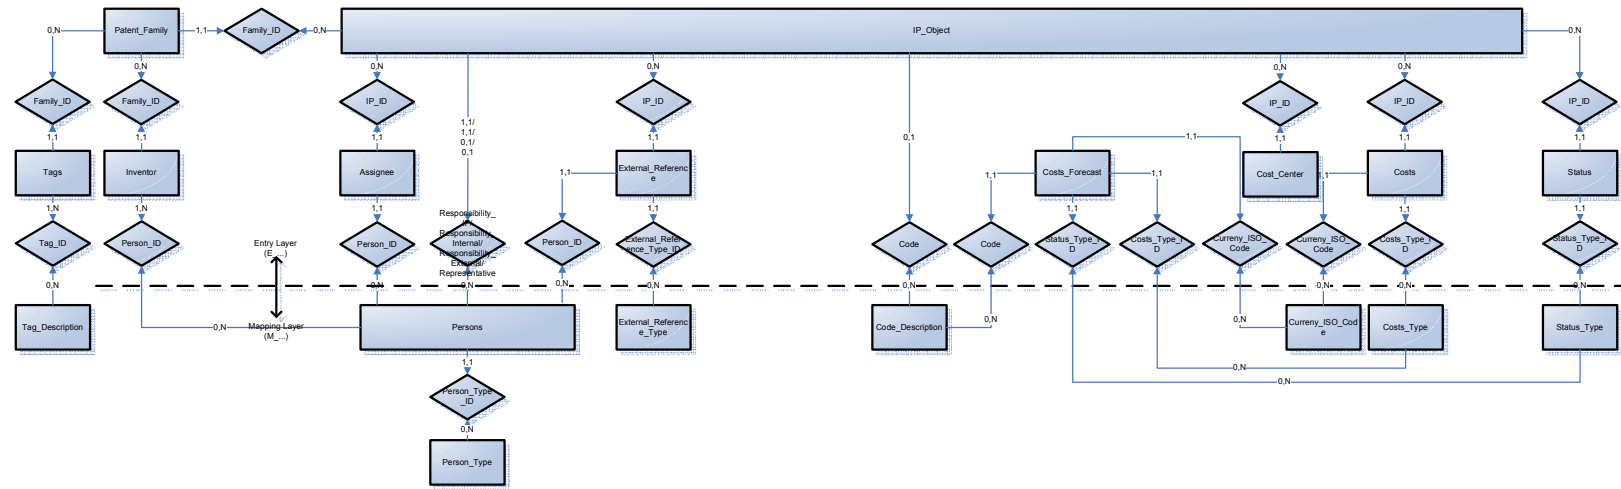 0,N
Patent_Family
1,1
Family_ID
0,N
IP_Object
0,N
0,N
0,N
0,N
0,N
0,N
Family_ID
Family_ID
IP_ID
IP_ID
IP_ID
IP_ID
IP_ID
1,1
1,1
1,1
1,1/
1,1/
0,1/
0,1
1,1
0,1
1,1
1,1
1,1
1,1
Tags
Inventor
Assignee
1,1
External_Referenc
e
1,1
Costs_Forecast
1,1
Cost_Center
1,1
Costs
Status
1,N
1,N
1,1
1,1
1,1
1,1
1,1
Tag_ID
Person_ID
Person_ID
Responsibility_
Responsibility_
Internal/
Responsibility_
External/
Representative
Person_ID
External_Refer
ence_Type_ID
Code
Code
Status_Type_I
D
Costs_Type_I
D
Curreny_ISO_
Code
Curreny_ISO_
Code
Costs_Type_I
D
Status_Type_I
D
Entry Layer
(E_...)
0,N
0,N
0,N
0,N
0,N
0,N
0,N
0,N
0,N
Mapping Layer
(M_...)
Tag_Description
0,N
Persons
External_Referenc
e_Type
Code_Description
0,N
0,N
Curreny_ISO_Cod
e
Costs_Type
Status_Type
1,1
0,N
0,N
Person_Type
_ID
0,N
Person_Type